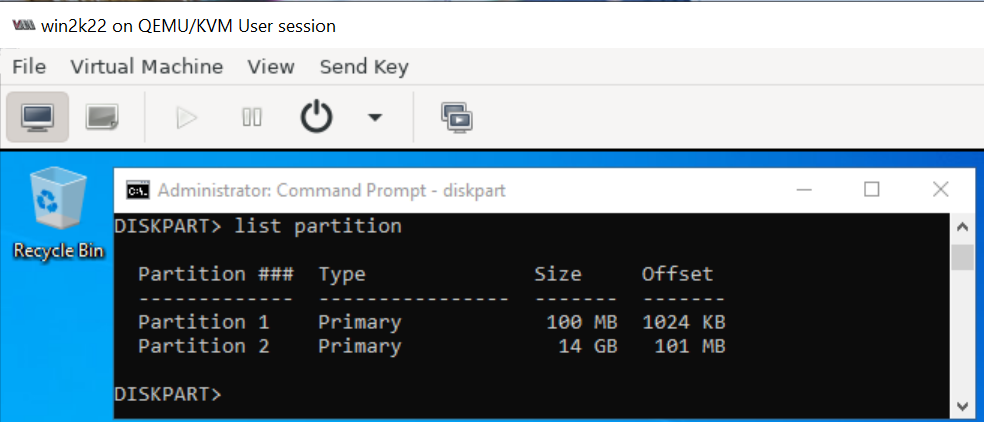 win2k22 on QEMU/KVM User session
File Virtual Machine View Send Key
Recycle Bin
Administrator: Command Prompt - diskpart
DISKPART> list partition
Partition ### Type Size Offset
------------- ---------------- ------- -------
Partition 1 Primary 100 MB 1024 KB
Partition 2 Primary 14 GB 101 MB
DISKPART>